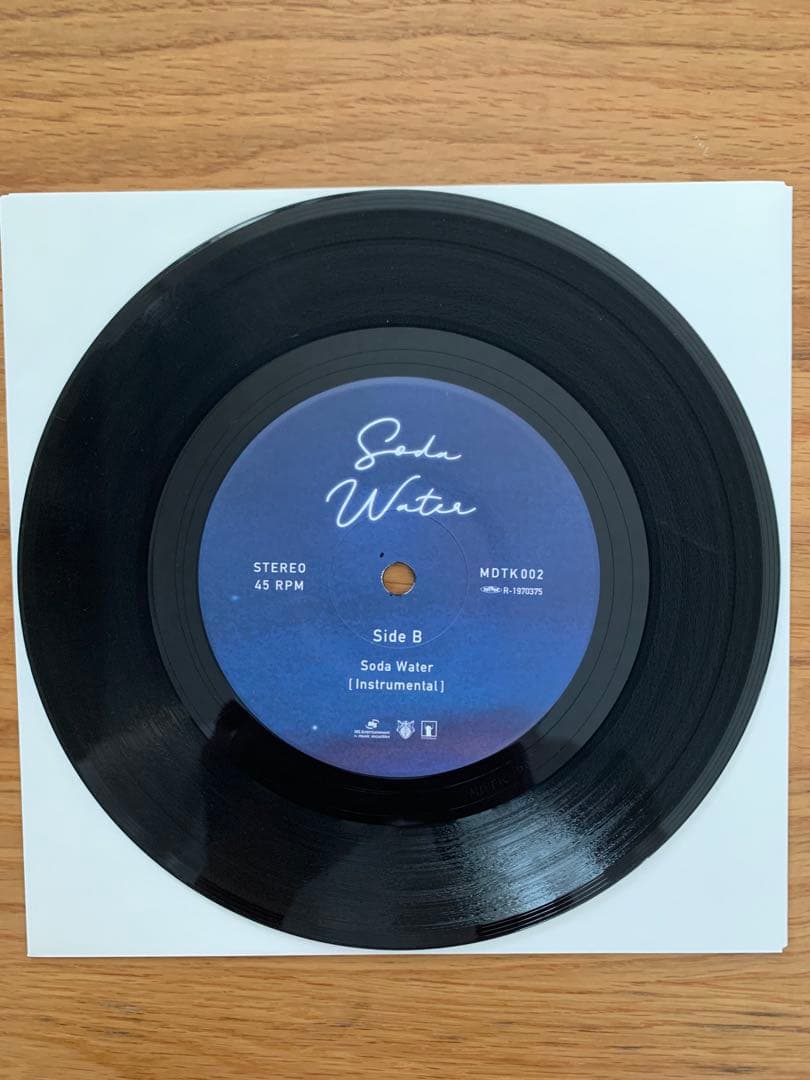 Soda
Water
STEREO
45 RPM
MDTK002
R-1970375
Side B
Soda Water
[Instrumental]